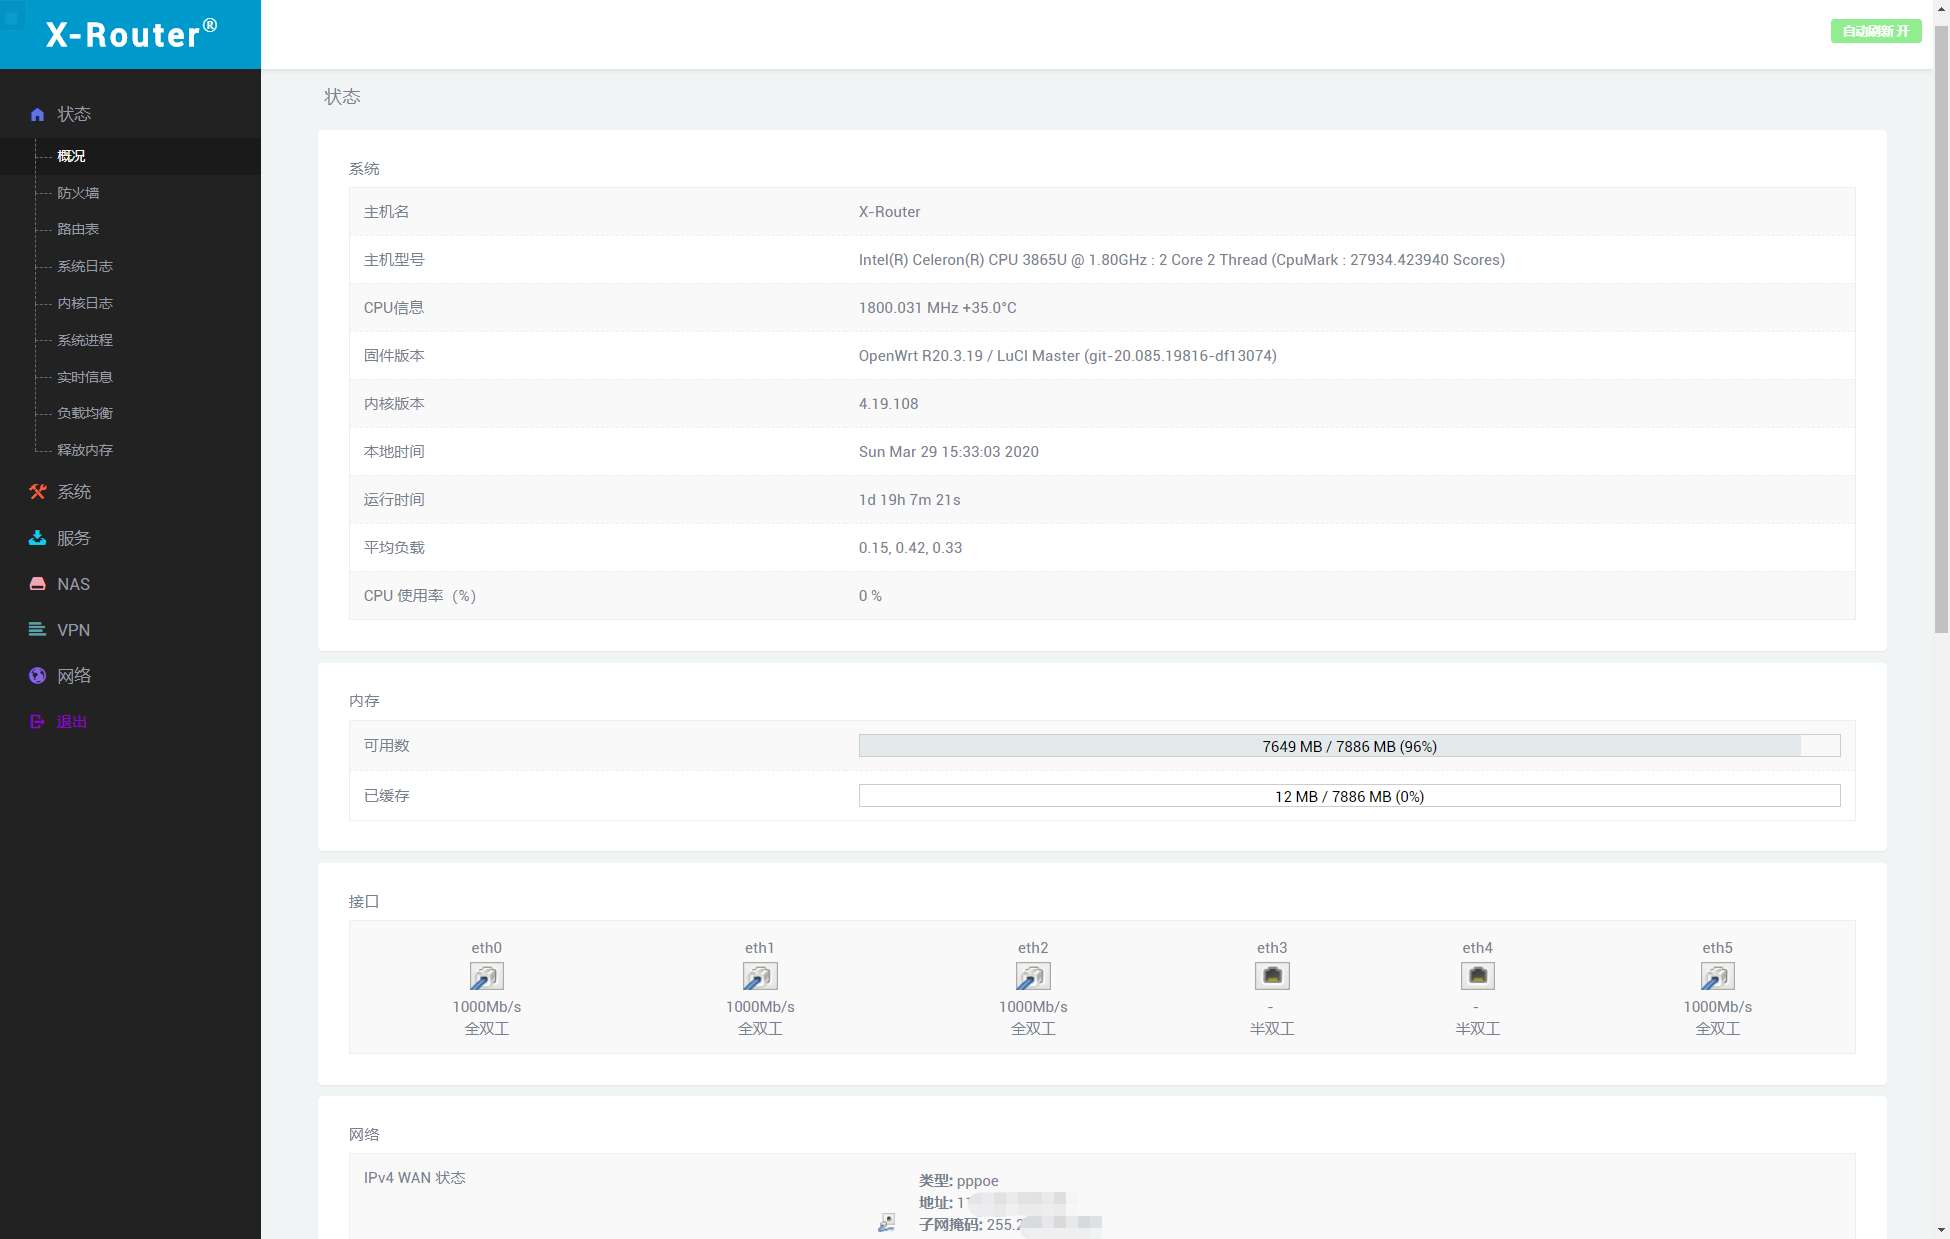 X-Router®
自动刷新 开
状态
概况
防火墙
路由表
系统日志
内核日志
系统进程
实时信息
负载均衡
释放内存
系统
服务
NAS
VPN
网络
退出
状态
系统
主机名 X-Router
主机型号 Intel(R) Celeron(R) CPU 3865U @ 1.80GHz : 2 Core 2 Thread (CpuMark : 27934.423940 Scores)
CPU信息 1800.031 MHz +35.0°C
固件版本 OpenWrt R20.3.19 / LuCI Master (git-20.085.19816-df13074)
内核版本 4.19.108
本地时间 Sun Mar 29 15:33:03 2020
运行时间 1d 19h 7m 21s
平均负载 0.15, 0.42, 0.33
CPU 使用率（%） 0 %
内存
可用数 7649 MB / 7886 MB (96%)
已缓存 12 MB / 7886 MB (0%)
接口
eth0 eth1 eth2 eth3 eth4 eth5
1000Mb/s 1000Mb/s 1000Mb/s - - 1000Mb/s
全双工 全双工 全双工 半双工 半双工 全双工
网络
IPv4 WAN 状态 类型: pppoe
地址: 1
子网掩码: 255.